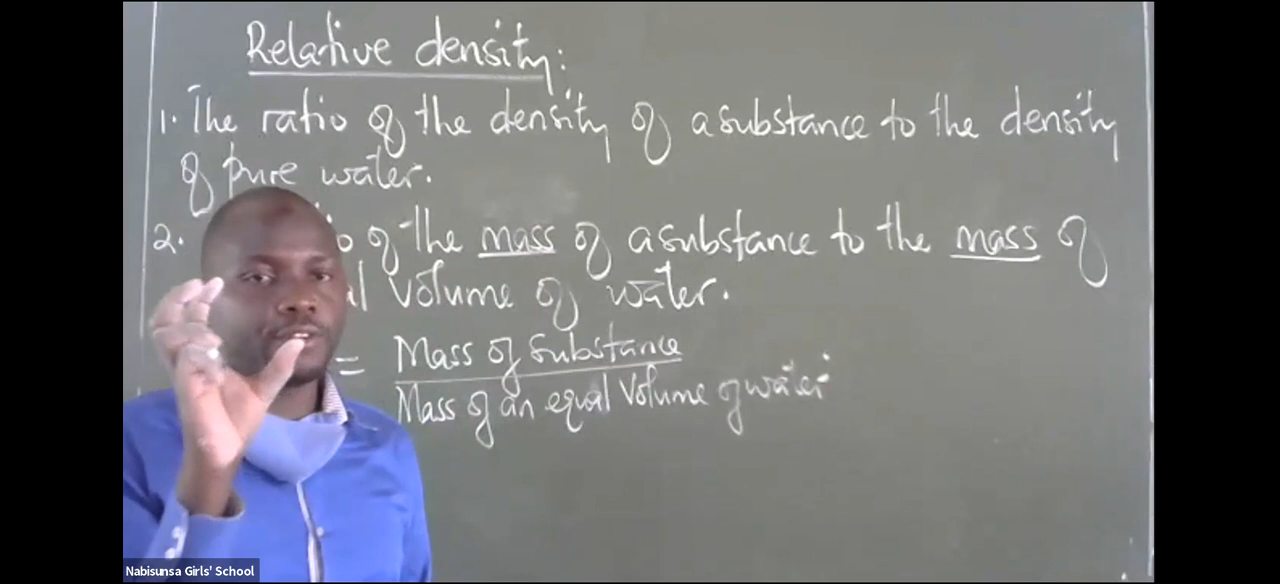 Relative density:
1. The ratio of the density of a substance to the density
of pure water.
2. of the mass of a substance to the mass of
Volume of water.
= Mass of Substance
Mass of an equal Volume of water
Nabisunsa Girls' School